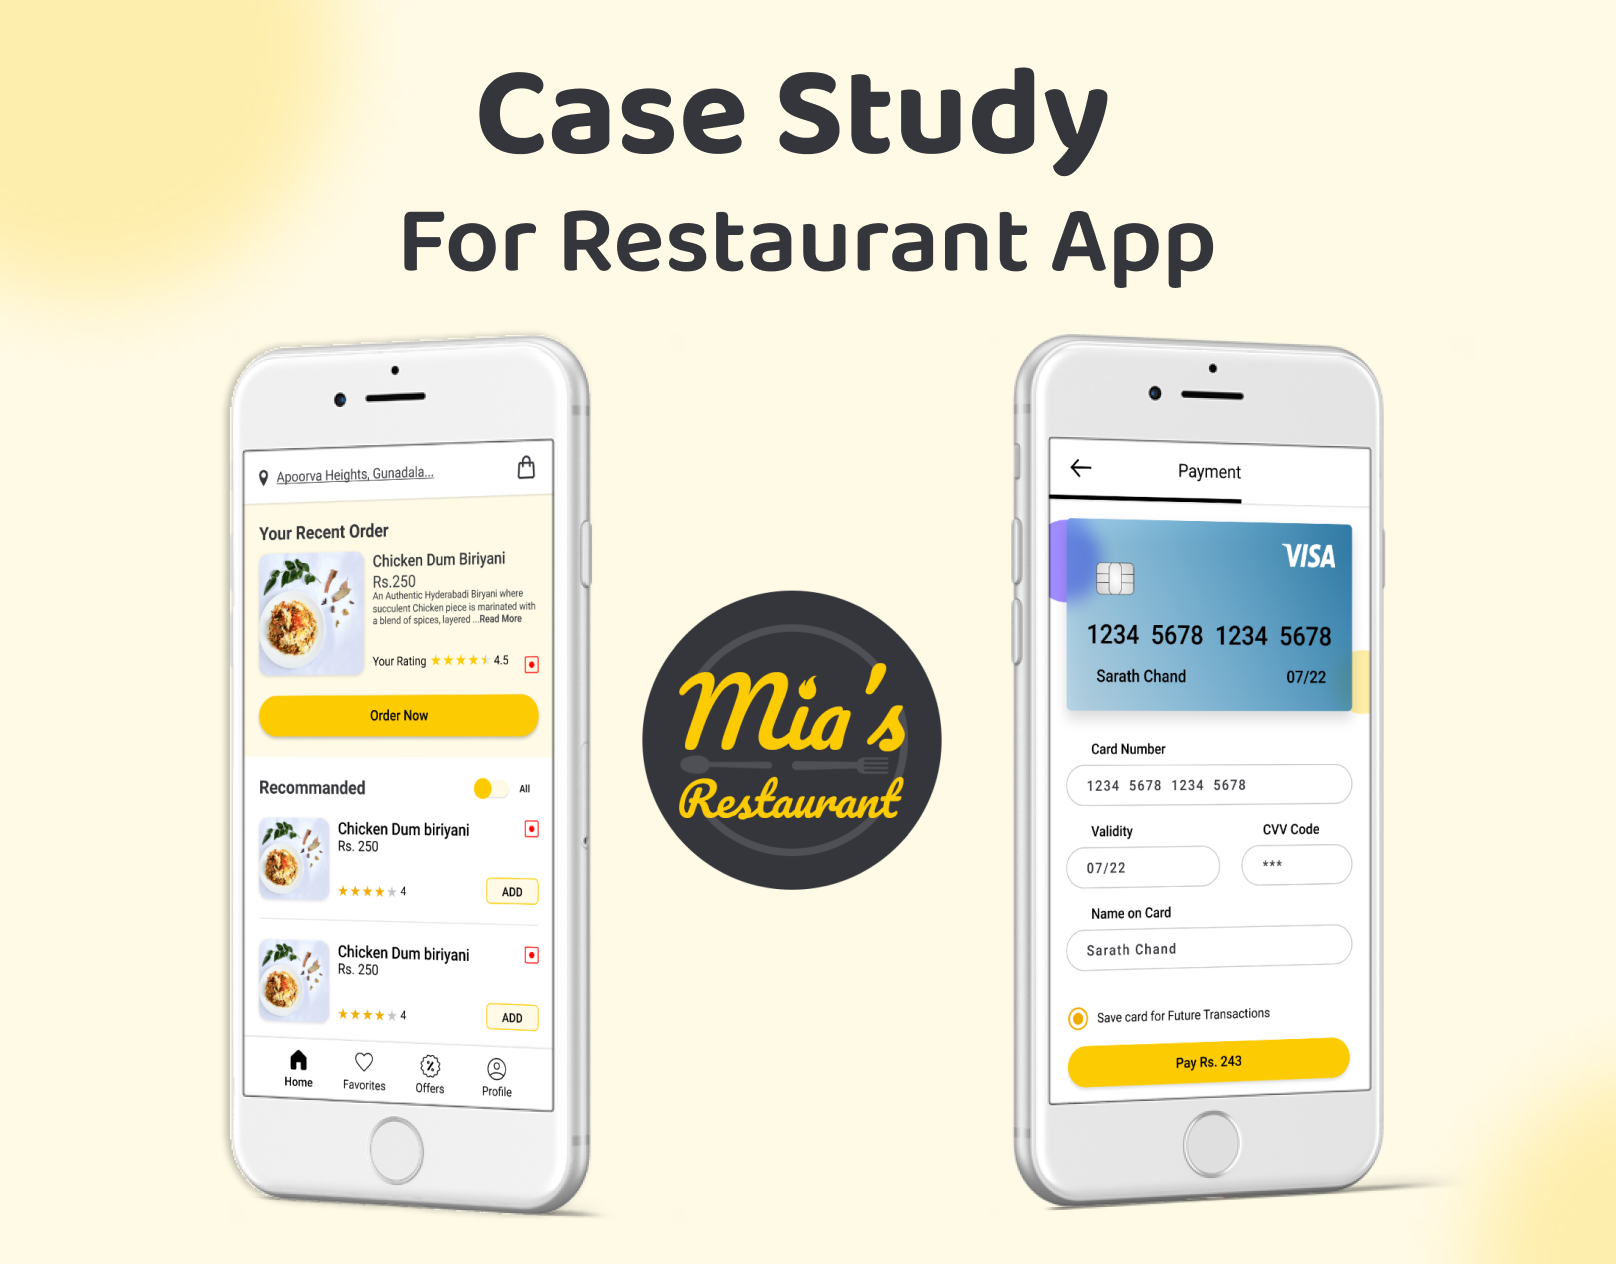 Case Study
For Restaurant App
Apoorva Heights, Gunadala...
Your Recent Order
Chicken Dum Biriyani
Rs.250
An Authentic Hyderabadi Biryani where
succulent Chicken piece is marinated with
a blend of spices, layered ...Read More
Your Rating 4.5
Order Now
Recommanded
All
Chicken Dum biriyani
Rs. 250
4
ADD
Chicken Dum biriyani
Rs. 250
4
ADD
Home
Favorites
Offers
Profile
Mia's
Restaurant
Payment
VISA
1234 5678 1234 5678
Sarath Chand 07/22
Card Number
1234 5678 1234 5678
Validity CVV Code
07/22 ***
Name on Card
Sarath Chand
Save card for Future Transactions
Pay Rs. 243